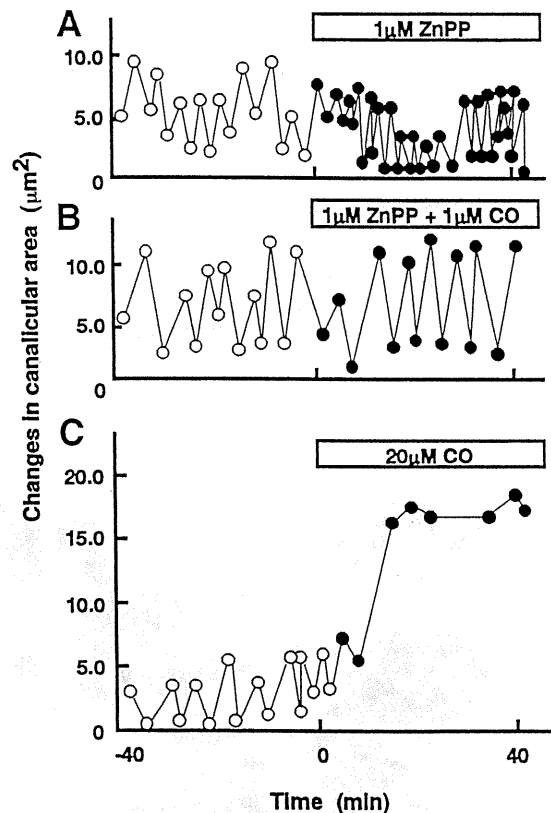 A
1μM ZnPP
10.0
5.0
0
B
1μM ZnPP + 1μM CO
10.0
5.0
0
C
20μM CO
20.0
15.0
10.0
5.0
0
-40
0
40
Time (min)
Changes in canalicular area (μm²)